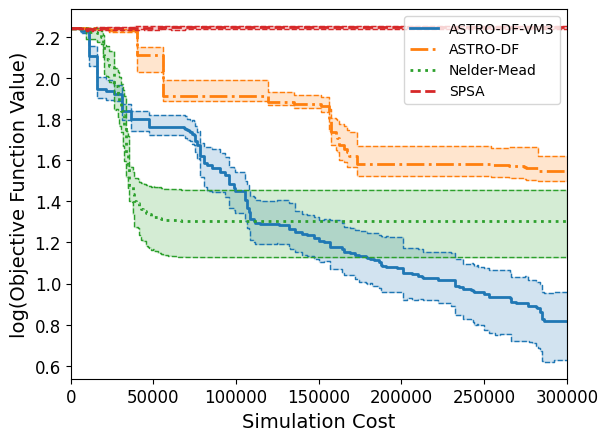 log(Objective Function Value)
2.2
2.0
1.8
1.6
1.4
1.2
1.0
0.8
0.6
ASTRO-DF-VM3
ASTRO-DF
Nelder-Mead
SPSA
0 50000 100000 150000 200000 250000 300000
Simulation Cost